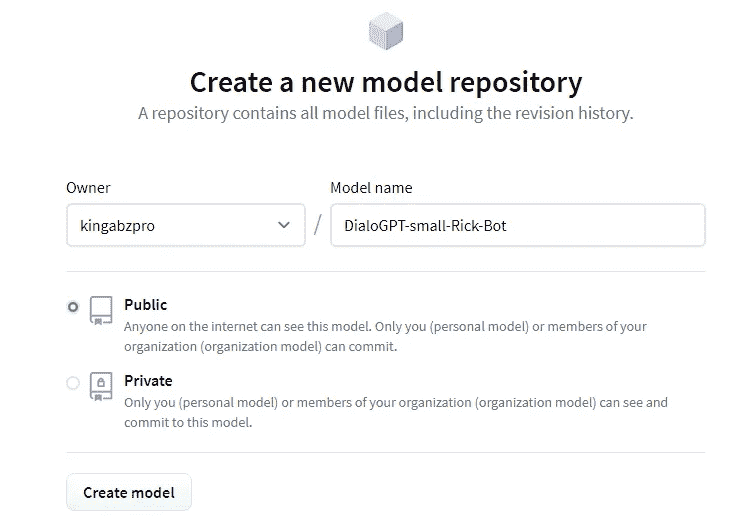 Create a new model repository
A repository contains all model files, including the revision history.
Owner
Model name
kingabzpro
/
DialoGPT-small-Rick-Bot
Public
Anyone on the internet can see this model. Only you (personal model) or members of your
organization (organization model) can commit.
Private
Only you (personal model) or members of your organization (organization model) can see and
commit to this model.
Create model